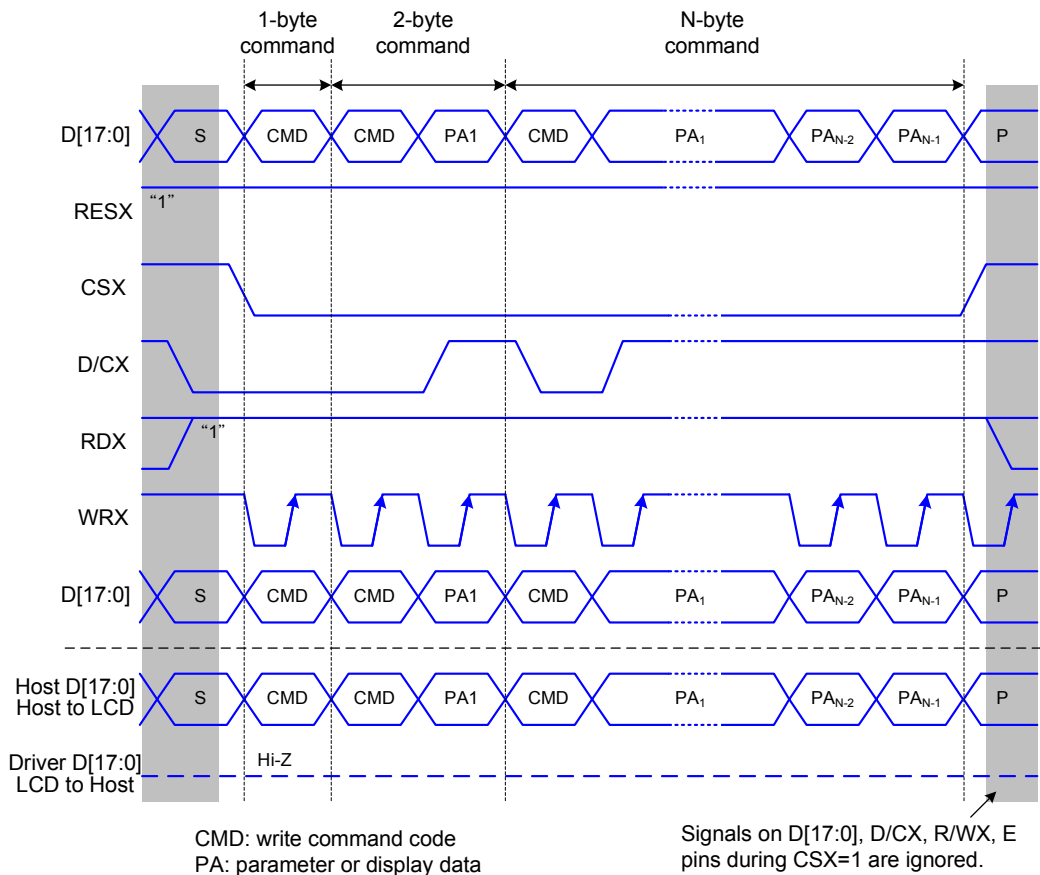 1-byte command
2-byte command
N-byte command
D[17:0]
S
CMD
CMD
PA1
CMD
PA₁
PAN-2
PAN-1
P
RESX
“1”
CSX
D/CX
RDX
“1”
WRX
D[17:0]
S
CMD
CMD
PA1
CMD
PA₁
PAN-2
PAN-1
P
Host D[17:0]
Host to LCD
S
CMD
CMD
PA1
CMD
PA₁
PAN-2
PAN-1
P
Driver D[17:0]
LCD to Host
Hi-Z
CMD: write command code
PA: parameter or display data
Signals on D[17:0], D/CX, R/WX, E
pins during CSX=1 are ignored.